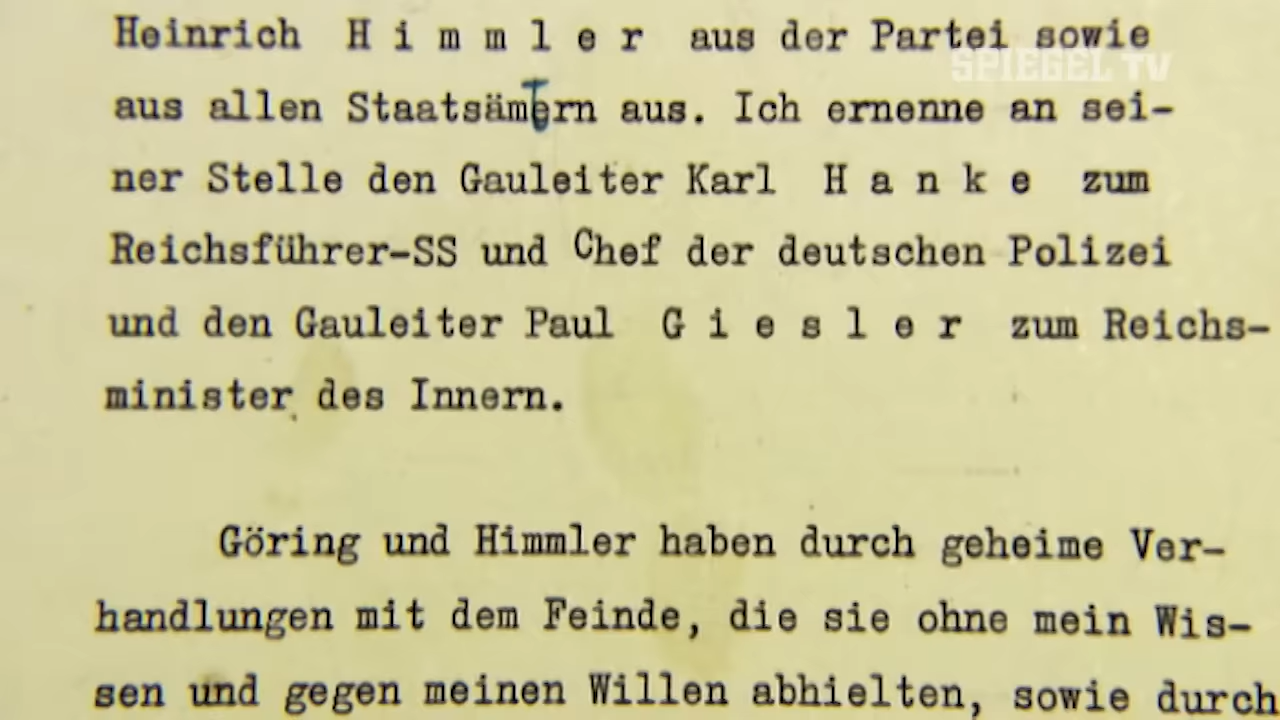 Heinrich H i m m l e r aus der Partei sowie
SPIEGEL TV
aus allen Staatsämtern aus. Ich ernenne an sei-
ner Stelle den Gauleiter Karl H a n k e zum
Reichsführer-SS und Chef der deutschen Polizei
und den Gauleiter Paul G i e s l e r zum Reichs-
minister des Innern.
Göring und Himmler haben durch geheime Ver-
handlungen mit dem Feinde, die sie ohne mein Wis-
sen und gegen meinen Willen abhielten, sowie durch